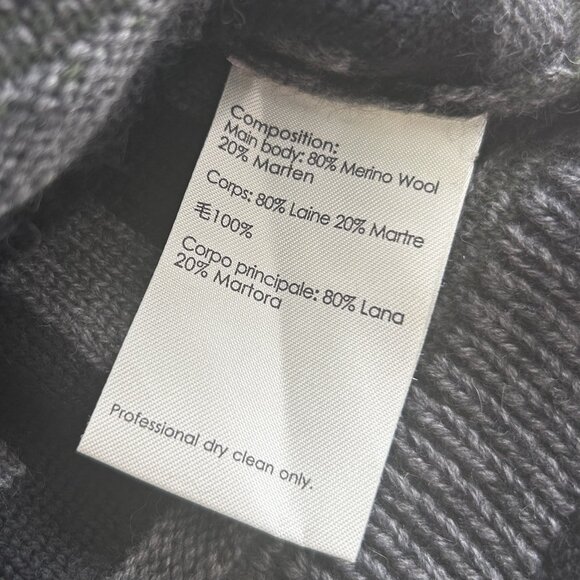 Composition:
Main body: 80% Merino Wool
20% Marten
Corps: 80% Laine 20% Martre
毛100%
Corpo principale: 80% Lana
20% Martora
Professional dry clean only.